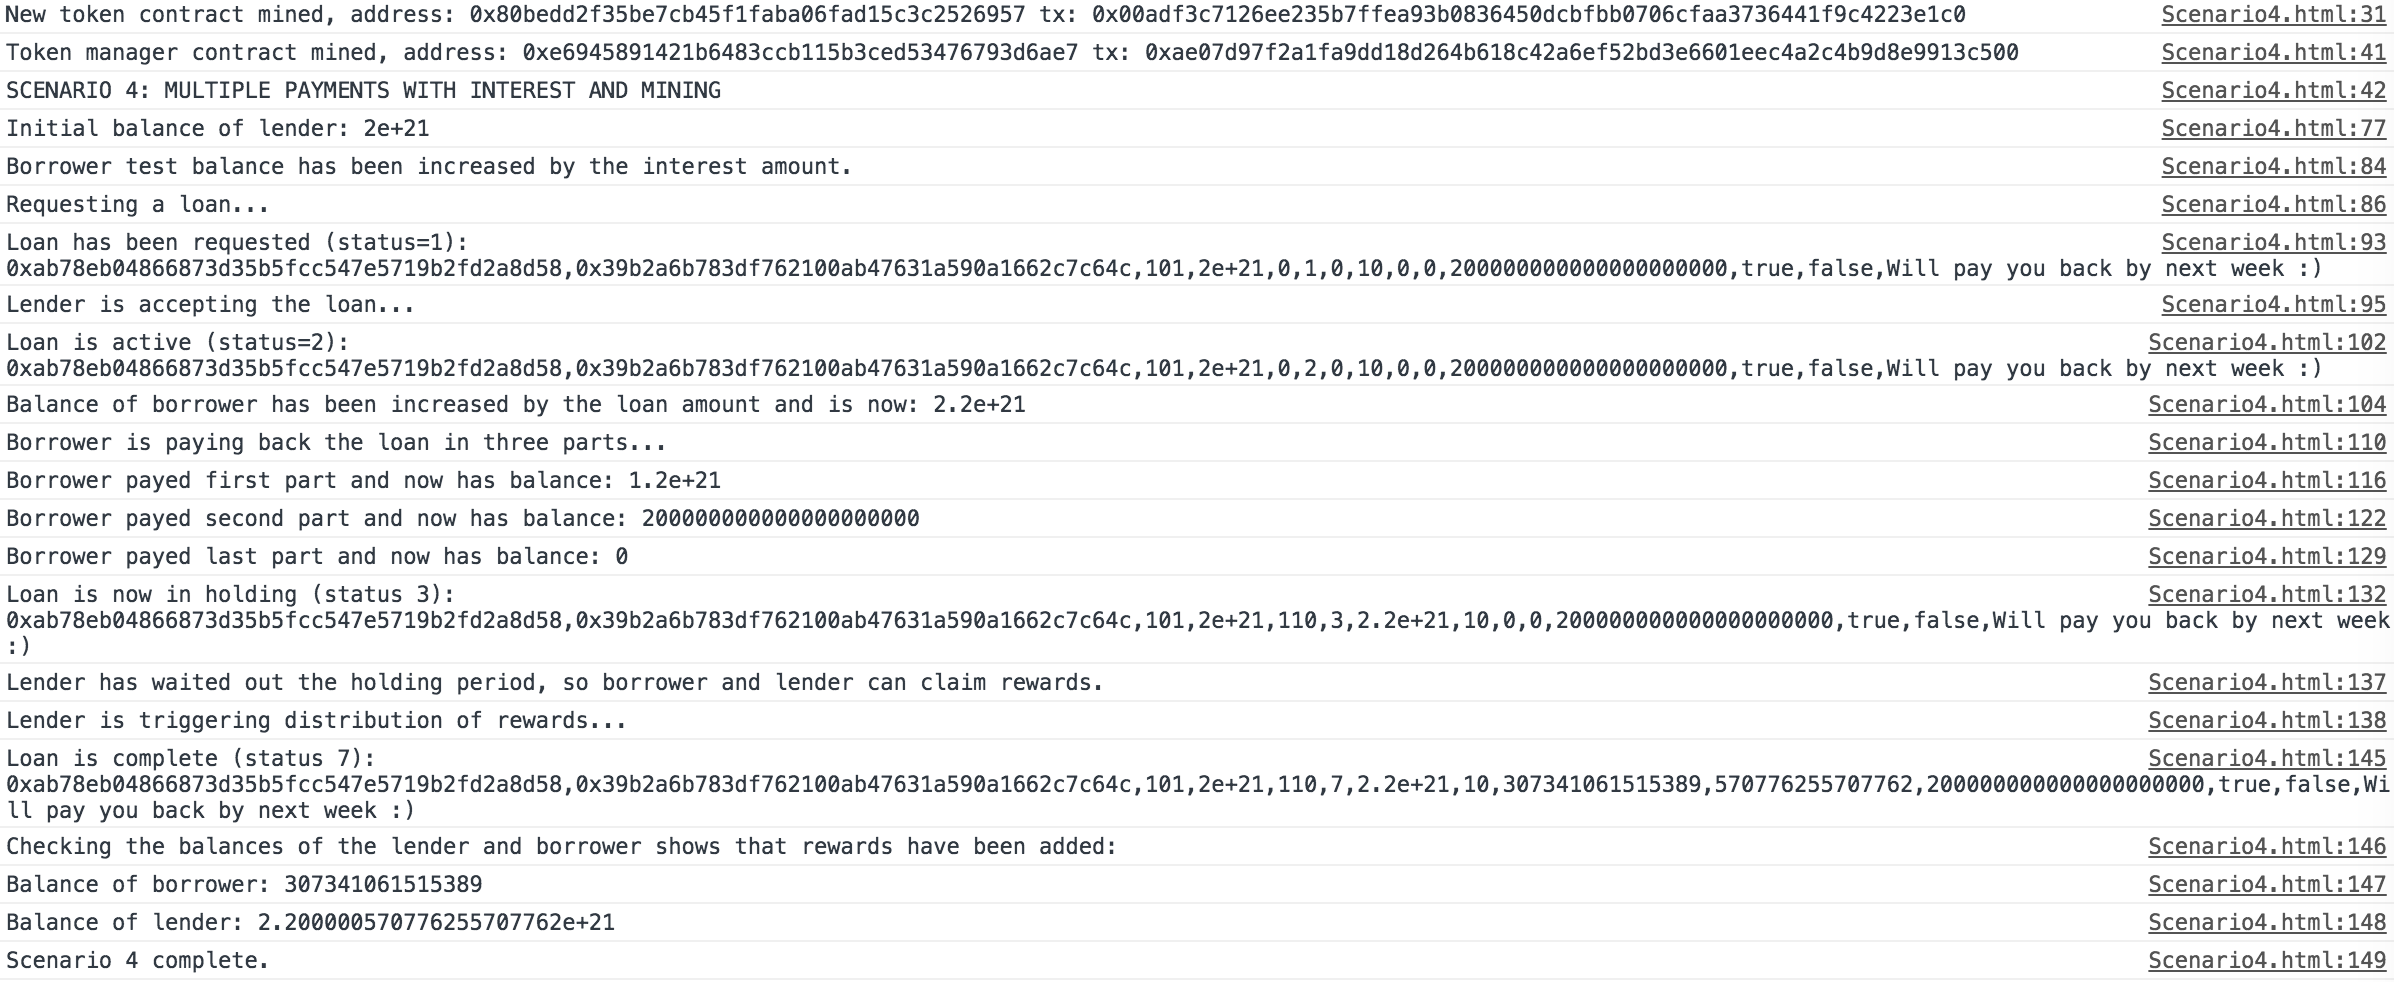 New token contract mined, address: 0x80bedd2f35be7cb45f1faba06fad15c3c2526957 tx: 0x00adf3c7126ee235b7ffea93b0836450dcbfbb0706cfaa3736441f9c4223e1c0 Scenario4.html:31
Token manager contract mined, address: 0xe6945891421b6483ccb115b3ced53476793d6ae7 tx: 0xae07d97f2a1fa9dd18d264b618c42a6ef52bd3e6601eec4a2c4b9d8e9913c500 Scenario4.html:41
SCENARIO 4: MULTIPLE PAYMENTS WITH INTEREST AND MINING Scenario4.html:42
Initial balance of lender: 2e+21 Scenario4.html:77
Borrower test balance has been increased by the interest amount. Scenario4.html:84
Requesting a loan... Scenario4.html:86
Loan has been requested (status=1): Scenario4.html:93
0xab78eb04866873d35b5fcc547e5719b2fd2a8d58,0x39b2a6b783df762100ab47631a590a1662c7c64c,101,2e+21,0,1,0,10,0,0,200000000000000000000,true,false,Will pay you back by next week :)
Lender is accepting the loan... Scenario4.html:95
Loan is active (status=2): Scenario4.html:102
0xab78eb04866873d35b5fcc547e5719b2fd2a8d58,0x39b2a6b783df762100ab47631a590a1662c7c64c,101,2e+21,0,2,0,10,0,0,200000000000000000000,true,false,Will pay you back by next week :)
Balance of borrower has been increased by the loan amount and is now: 2.2e+21 Scenario4.html:104
Borrower is paying back the loan in three parts... Scenario4.html:110
Borrower payed first part and now has balance: 1.2e+21 Scenario4.html:116
Borrower payed second part and now has balance: 200000000000000000000 Scenario4.html:122
Borrower payed last part and now has balance: 0 Scenario4.html:129
Loan is now in holding (status 3): Scenario4.html:132
0xab78eb04866873d35b5fcc547e5719b2fd2a8d58,0x39b2a6b783df762100ab47631a590a1662c7c64c,101,2e+21,110,3,2.2e+21,10,0,0,200000000000000000000,true,false,Will pay you back by next week
:)
Lender has waited out the holding period, so borrower and lender can claim rewards. Scenario4.html:137
Lender is triggering distribution of rewards... Scenario4.html:138
Loan is complete (status 7): Scenario4.html:145
0xab78eb04866873d35b5fcc547e5719b2fd2a8d58,0x39b2a6b783df762100ab47631a590a1662c7c64c,101,2e+21,110,7,2.2e+21,10,307341061515389,570776255707762,200000000000000000000,true,false,Wi
ll pay you back by next week :)
Checking the balances of the lender and borrower shows that rewards have been added: Scenario4.html:146
Balance of borrower: 307341061515389 Scenario4.html:147
Balance of lender: 2.200000570776255707762e+21 Scenario4.html:148
Scenario 4 complete. Scenario4.html:149